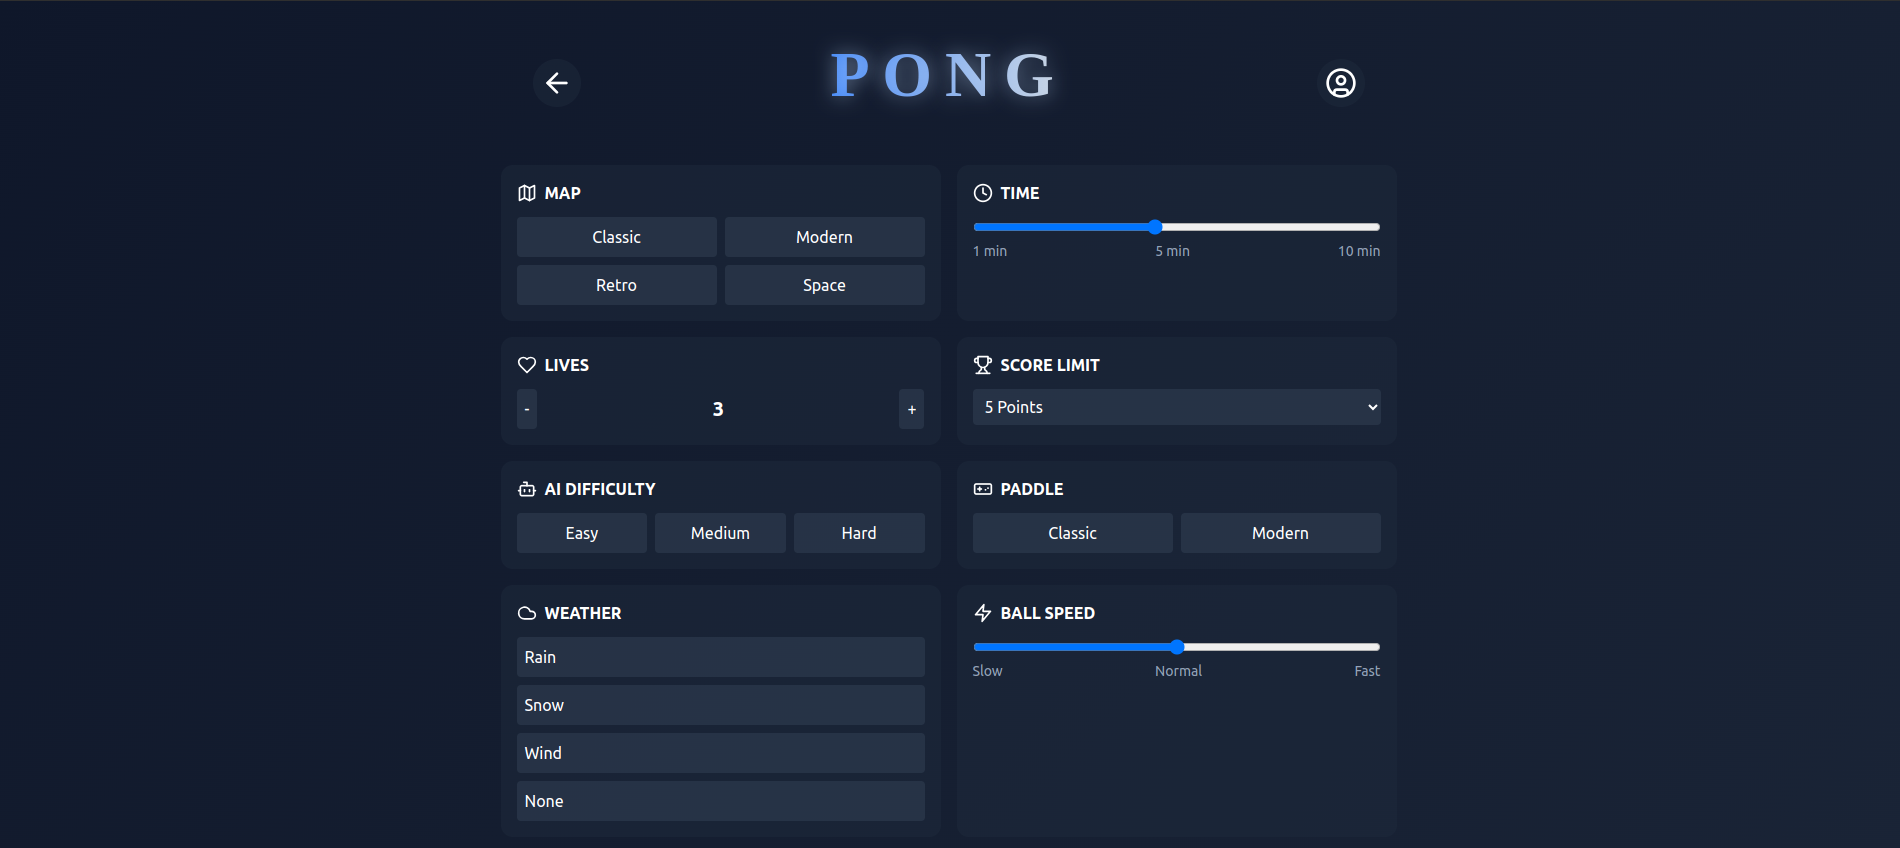 PONG
MAP
Classic Modern
Retro Space
TIME
1 min 5 min 10 min
LIVES
- 3 +
SCORE LIMIT
5 Points
AI DIFFICULTY
Easy Medium Hard
PADDLE
Classic Modern
WEATHER
Rain
Snow
Wind
None
BALL SPEED
Slow Normal Fast